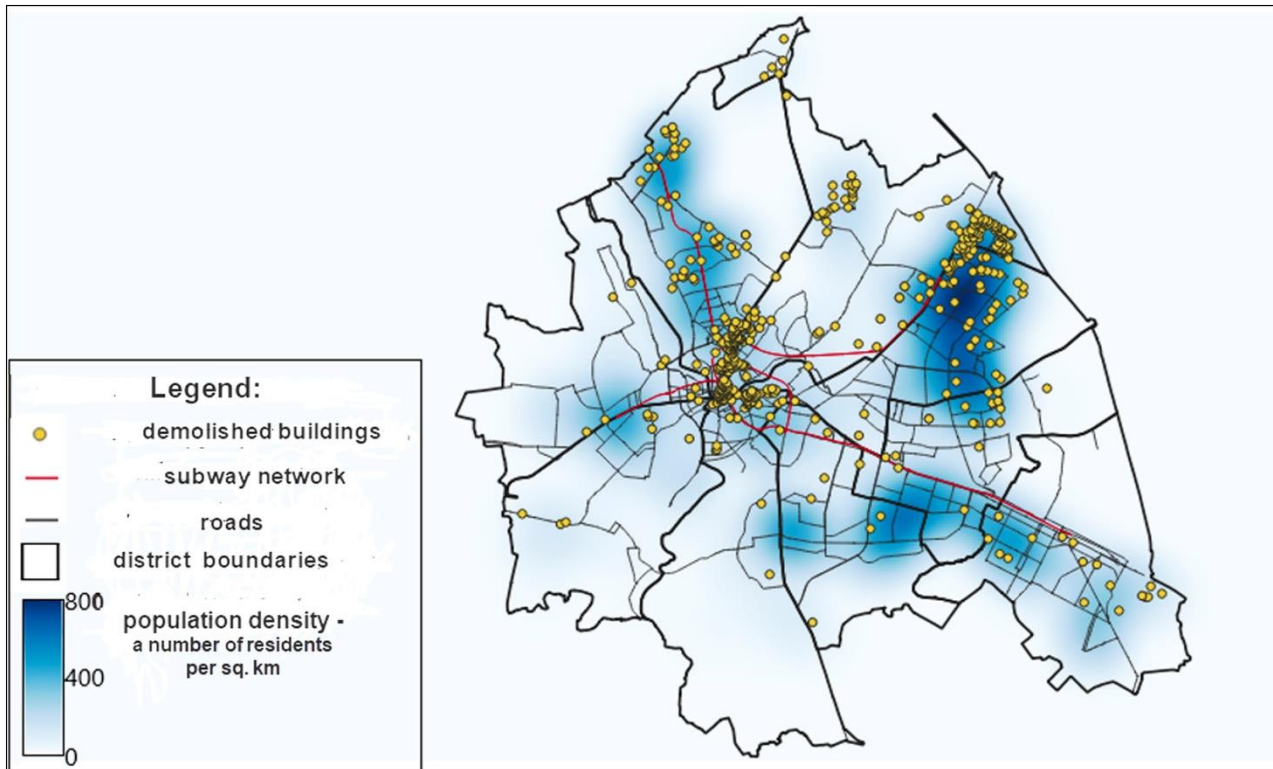 Legend:
demolished buildings
subway network
roads
district boundaries
800
population density -
a number of residents
per sq. km
400
0